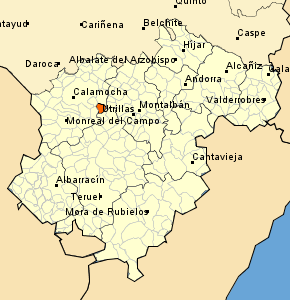 Quinto
atayud
Cariñena
Belchite
Caspe
Híjar
Daroca
Albalate del Arzobispo
Alcañiz
Andorra
Calamocha
Valderrobres
Utrillas
Montalbán
Monreal del Campo
Cantavieja
Albarracín
Teruel
Mora de Rubielos